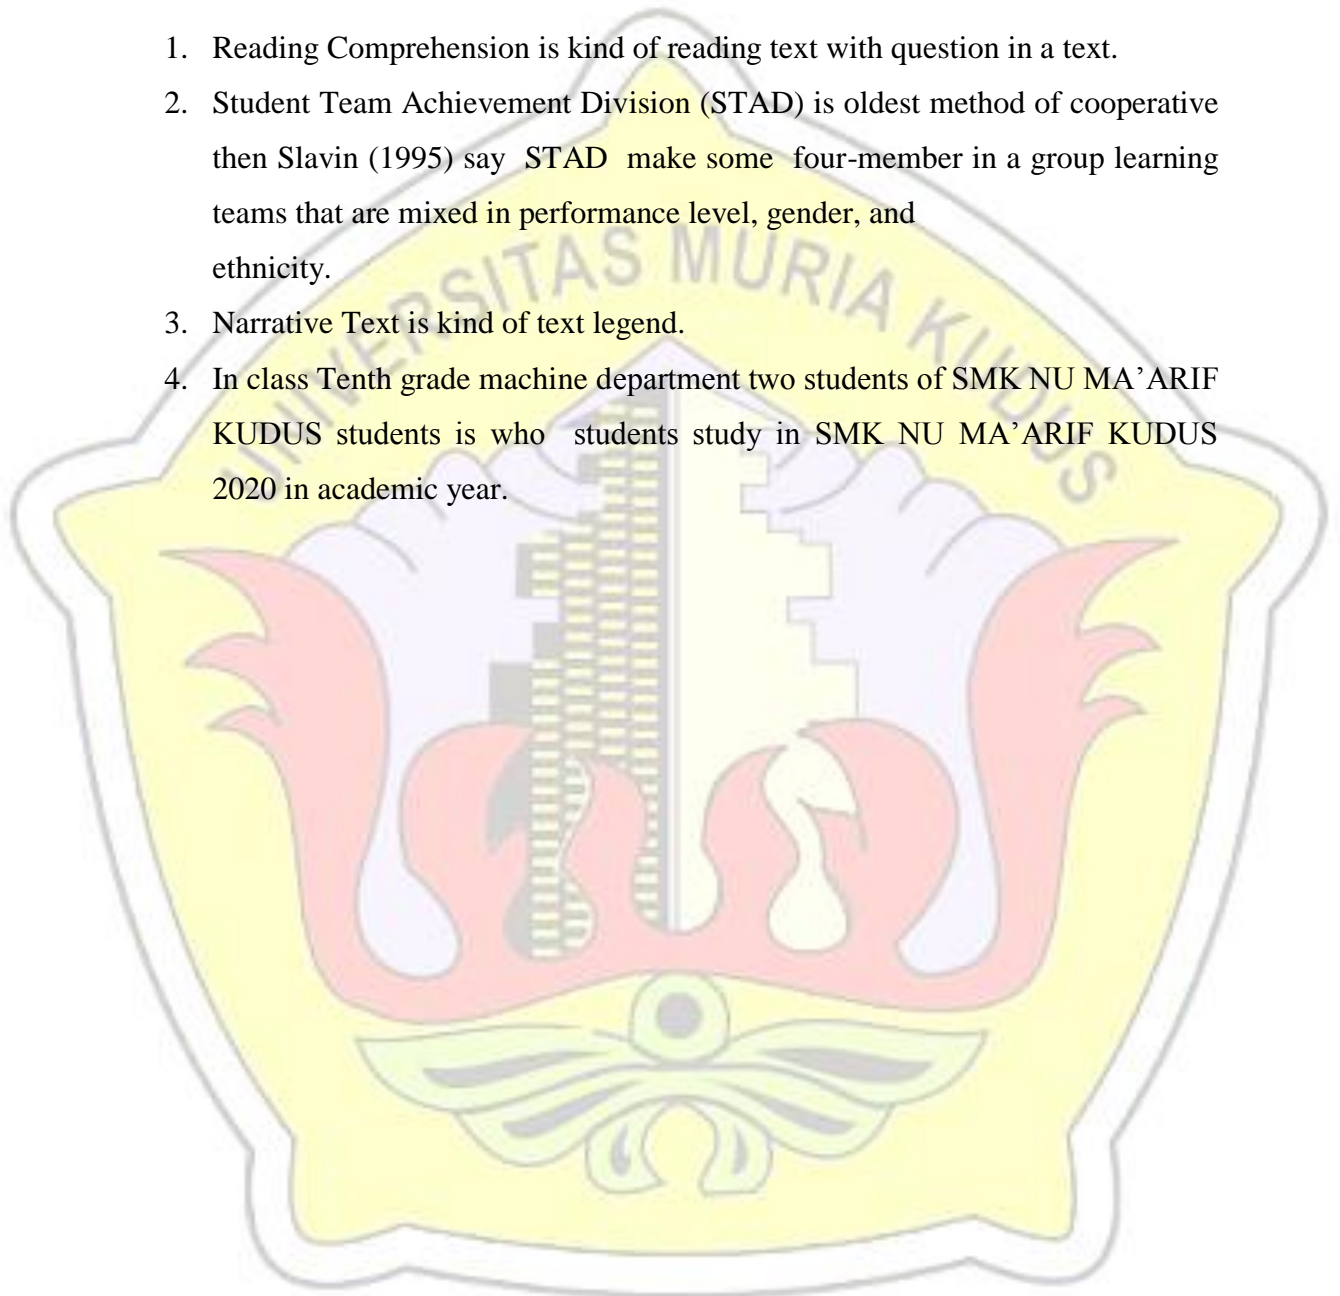 1. Reading Comprehension is kind of reading text with question in a text.
2. Student Team Achievement Division (STAD) is oldest method of cooperative
then Slavin (1995) say STAD make some four-member in a group learning
teams that are mixed in performance level, gender, and
ethnicity.
3. Narrative Text is kind of text legend.
4. In class Tenth grade machine department two students of SMK NU MA’ARIF
KUDUS students is who students study in SMK NU MA’ARIF KUDUS
2020 in academic year.
UNIVERSITAS MURIA KUDUS